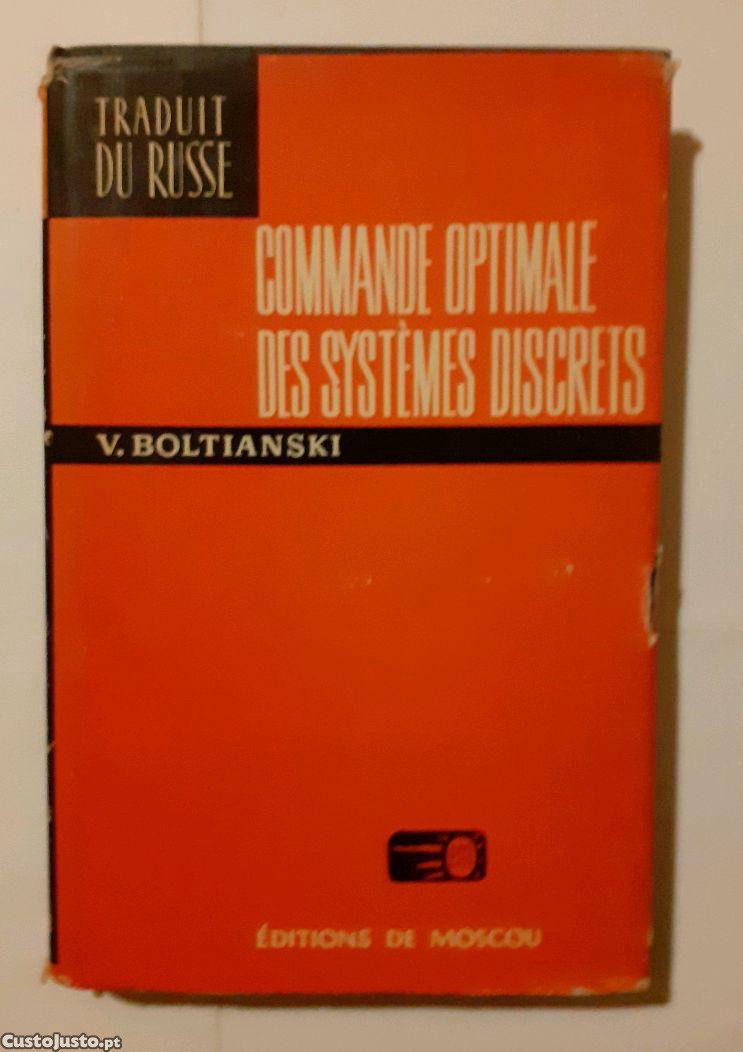 TRADUIT
DU RUSSE
COMMANDE OPTIMALE
DES SYSTÈMES DISCRETS
V. BOLTIANSKI
ÉDITIONS DE MOSCOU
CustoJusto.pt